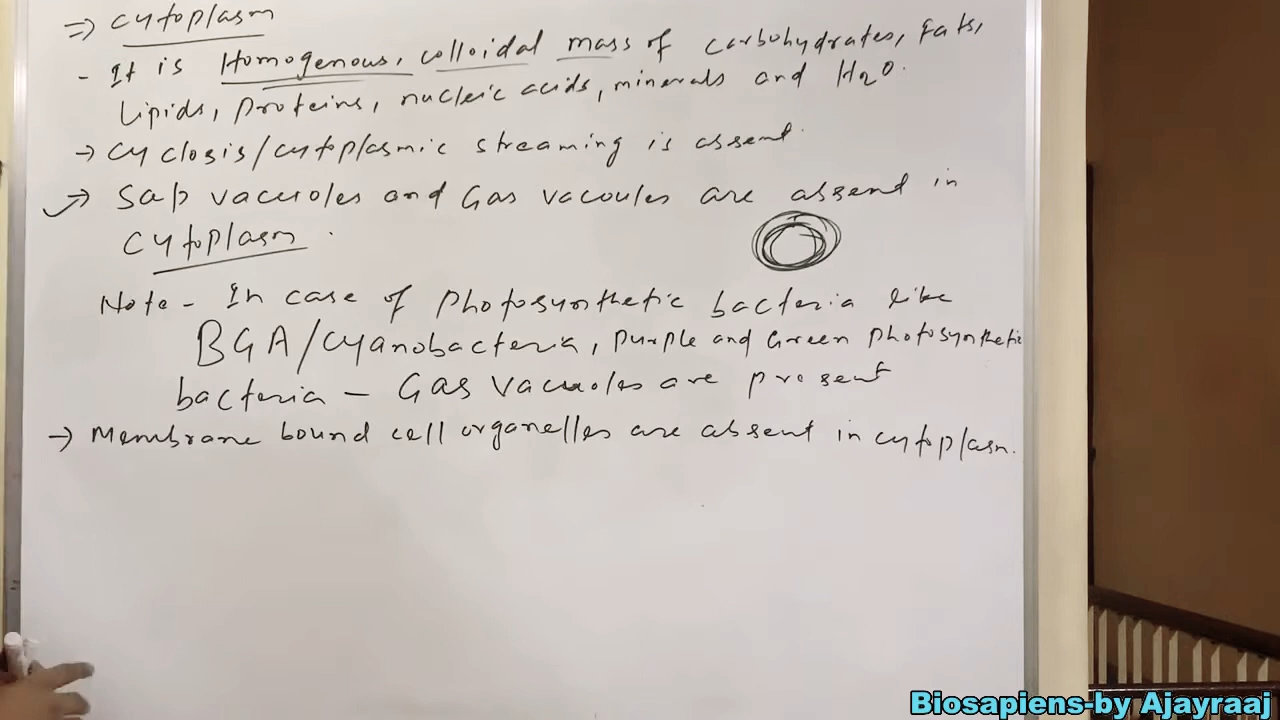 ⇒ Cytoplasm
- It is Homogenous, colloidal mass of carbohydrates, fats,
lipids, proteins, nucleic acids, minerals and H2O.
→ Cyclosis/cytoplasmic streaming is absent.
→ Sap vacuoles and Gas vacoules are absent in
cytoplasm.
Note - In case of photosynthetic bacteria like
BGA/Cyanobacteria, purple and Green photosynthetic
bacteria - Gas vacuoles are present
→ Membrane bound cell organelles are absent in cytoplasm.
Biosapiens-by Ajayraaj